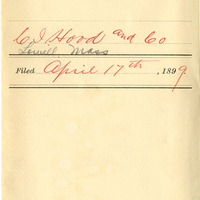 C I Hood and Co
Lowell, Mass
Filed April 17th, 1899